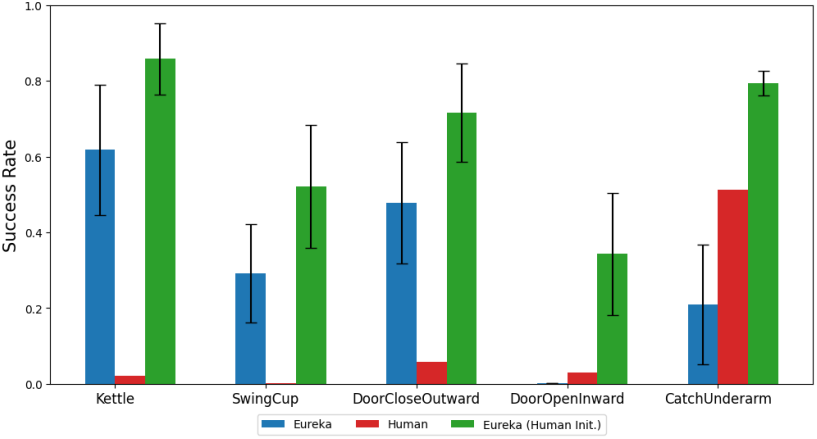 1.0
0.8
0.6
0.4
0.2
0.0
Success Rate
Kettle SwingCup DoorCloseOutward DoorOpenInward CatchUnderarm
Eureka Human Eureka (Human Init.)